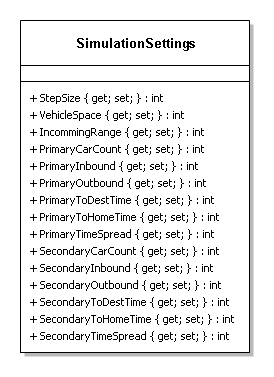 SimulationSettings
+ StepSize { get; set; } : int
+ VehicleSpace { get; set; } : int
+ IncommingRange { get; set; } : int
+ PrimaryCarCount { get; set; } : int
+ PrimaryInbound { get; set; } : int
+ PrimaryOutbound { get; set; } : int
+ PrimaryToDestTime { get; set; } : int
+ PrimaryToHomeTime { get; set; } : int
+ PrimaryTimeSpread { get; set; } : int
+ SecondaryCarCount { get; set; } : int
+ SecondaryInbound { get; set; } : int
+ SecondaryOutbound { get; set; } : int
+ SecondaryToDestTime { get; set; } : int
+ SecondaryToHomeTime { get; set; } : int
+ SecondaryTimeSpread { get; set; } : int